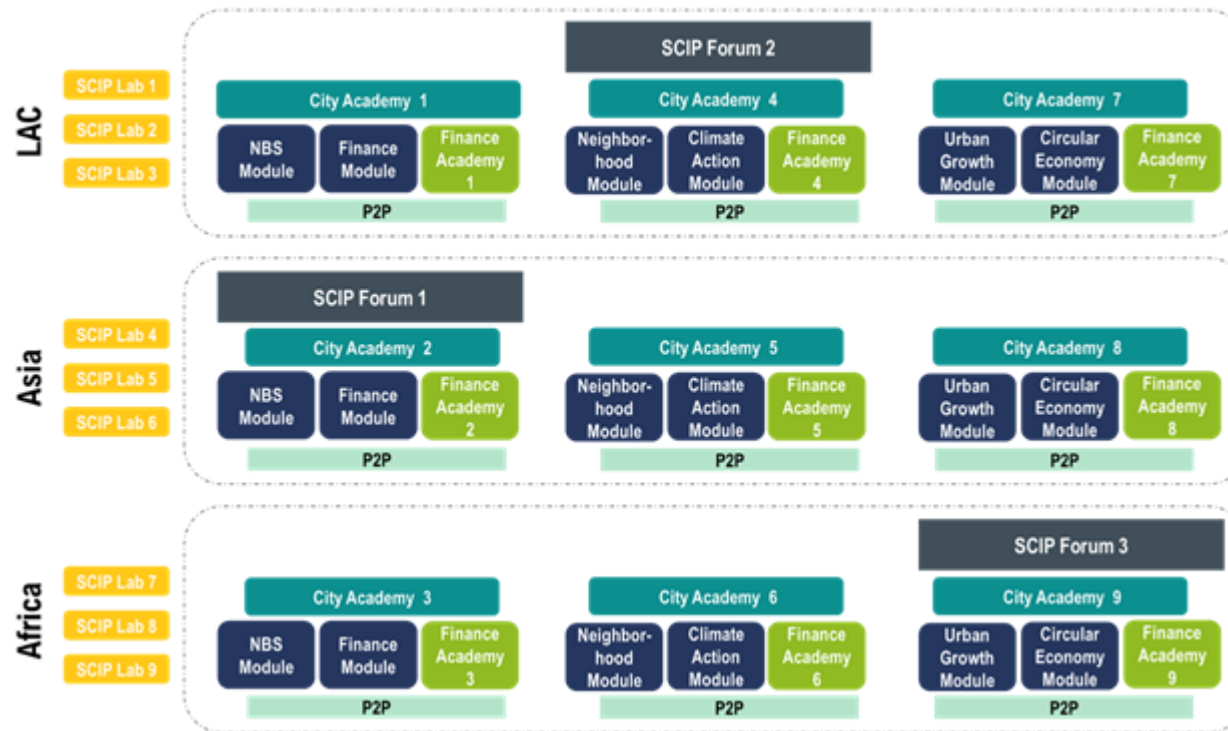 LAC
SCIP Lab 1
SCIP Lab 2
SCIP Lab 3
SCIP Forum 2
City Academy 1
City Academy 4
City Academy 7
NBS
Module
Finance
Module
Finance
Academy
1
Neighbor-
hood
Module
Climate
Action
Module
Finance
Academy
4
Urban
Growth
Module
Circular
Economy
Module
Finance
Academy
7
P2P
P2P
P2P
Asia
SCIP Lab 4
SCIP Lab 5
SCIP Lab 6
SCIP Forum 1
City Academy 2
City Academy 5
City Academy 8
NBS
Module
Finance
Module
Finance
Academy
2
Neighbor-
hood
Module
Climate
Action
Module
Finance
Academy
5
Urban
Growth
Module
Circular
Economy
Module
Finance
Academy
8
P2P
P2P
P2P
Africa
SCIP Lab 7
SCIP Lab 8
SCIP Lab 9
SCIP Forum 3
City Academy 3
City Academy 6
City Academy 9
NBS
Module
Finance
Module
Finance
Academy
3
Neighbor-
hood
Module
Climate
Action
Module
Finance
Academy
6
Urban
Growth
Module
Circular
Economy
Module
Finance
Academy
9
P2P
P2P
P2P